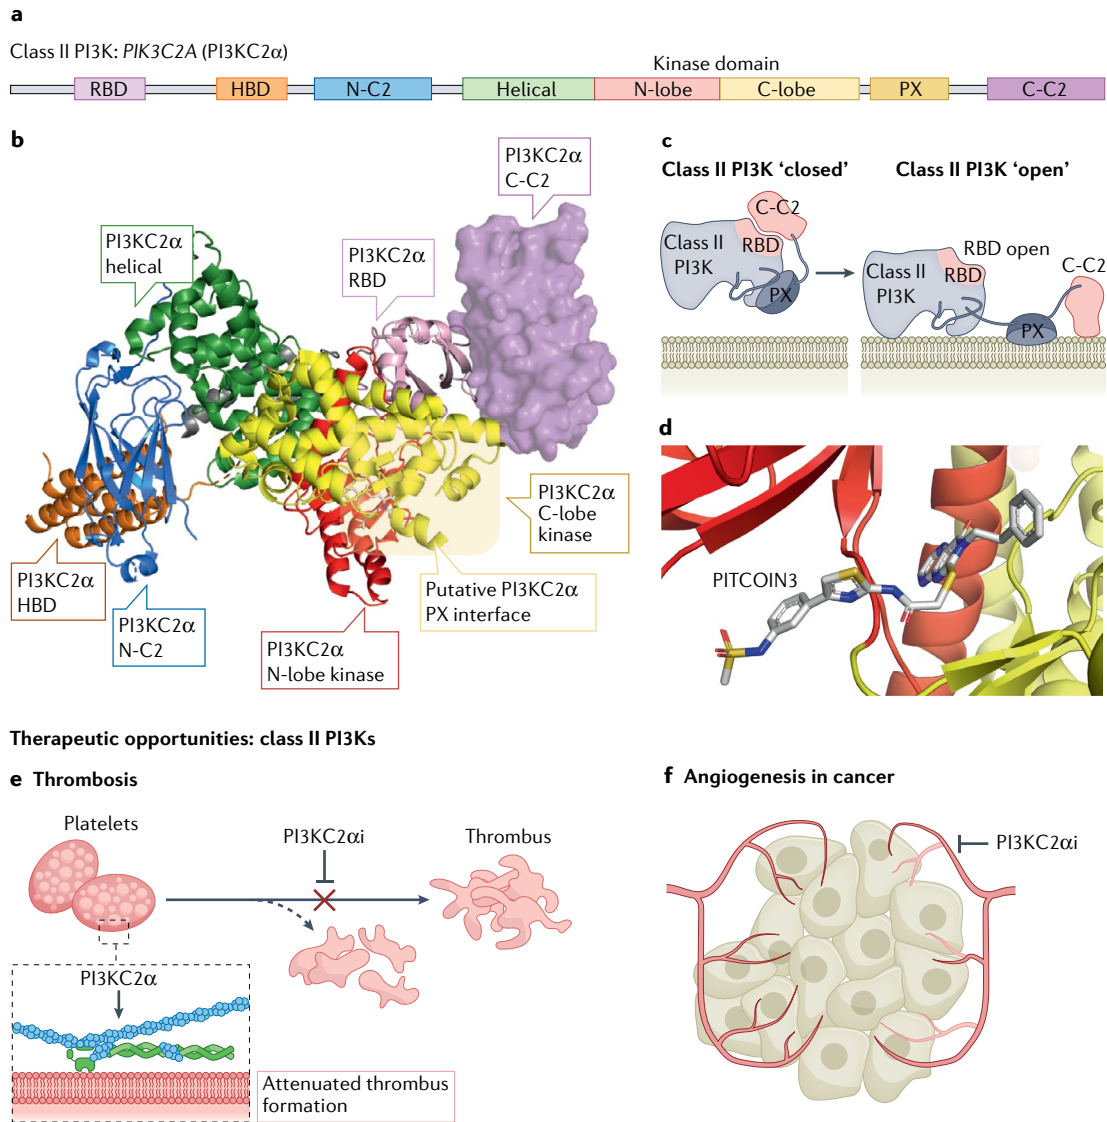 a
Class II PI3K: PIK3C2A (PI3KC2α)
Kinase domain
RBD
HBD
N-C2
Helical
N-lobe
C-lobe
PX
C-C2
b
PI3KC2α
C-C2
PI3KC2α
helical
PI3KC2α
RBD
PI3KC2α
C-lobe
kinase
PI3KC2α
HBD
PI3KC2α
N-C2
PI3KC2α
N-lobe kinase
Putative PI3KC2α
PX interface
c
Class II PI3K ‘closed’
Class II PI3K ‘open’
C-C2
Class II
PI3K
RBD
PX
RBD open
Class II
PI3K
RBD
C-C2
PX
d
PITCOIN3
Therapeutic opportunities: class II PI3Ks
e Thrombosis
Platelets
PI3KC2αi
Thrombus
PI3KC2α
Attenuated thrombus
formation
f Angiogenesis in cancer
PI3KC2αi